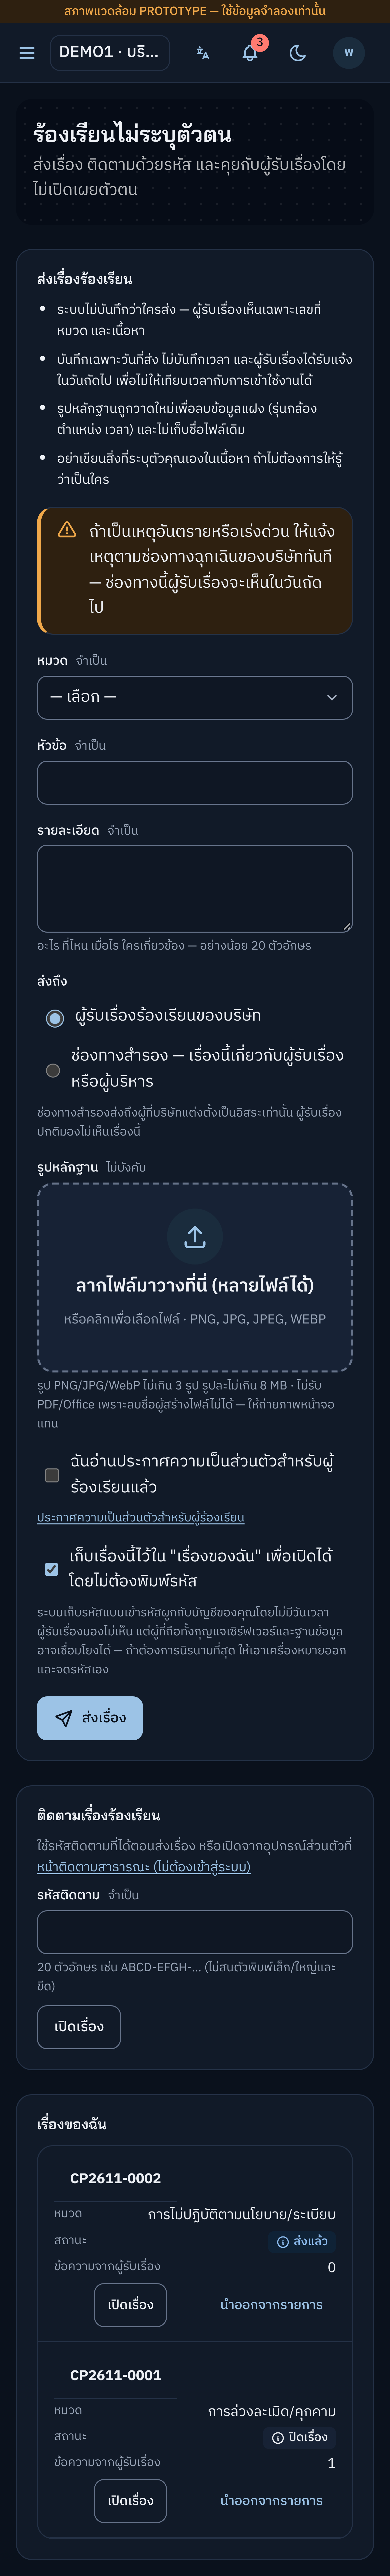 สภาพแวดล้อม PROTOTYPE — ใช้ข้อมูลจำลองเท่านั้น
DEMO1 · บริ...
3
W
ร้องเรียนไม่ระบุตัวตน
ส่งเรื่อง ติดตามด้วยรหัส และคุยกับผู้รับเรื่องโดย
ไม่เปิดเผยตัวตน
ส่งเรื่องร้องเรียน
ระบบไม่บันทึกว่าใครส่ง — ผู้รับเรื่องเห็นเฉพาะเลขที่
หมวด และเนื้อหา
บันทึกเฉพาะวันที่ส่ง ไม่บันทึกเวลา และผู้รับเรื่องได้รับแจ้ง
ในวันถัดไป เพื่อไม่ให้เทียบเวลากับการเข้าใช้งานได้
รูปหลักฐานถูกวาดใหม่เพื่อลบข้อมูลแฝง (รุ่นกล้อง
ตำแหน่ง เวลา) และไม่เก็บชื่อไฟล์เดิม
อย่าเขียนสิ่งที่ระบุตัวคุณเองในเนื้อหา ถ้าไม่ต้องการให้รู้
ว่าเป็นใคร
ถ้าเป็นเหตุอันตรายหรือเร่งด่วน ให้แจ้ง
เหตุตามช่องทางฉุกเฉินของบริษัททันที
— ช่องทางนี้ผู้รับเรื่องจะเห็นในวันถัด
ไป
หมวด จำเป็น
— เลือก —
หัวข้อ จำเป็น
รายละเอียด จำเป็น
อะไร ที่ไหน เมื่อไร ใครเกี่ยวข้อง — อย่างน้อย 20 ตัวอักษร
ส่งถึง
ผู้รับเรื่องร้องเรียนของบริษัท
ช่องทางสำรอง — เรื่องนี้เกี่ยวกับผู้รับเรื่อง
หรือผู้บริหาร
ช่องทางสำรองส่งถึงผู้ที่บริษัทแต่งตั้งเป็นอิสระเท่านั้น ผู้รับเรื่อง
ปกติมองไม่เห็นเรื่องนี้
รูปหลักฐาน ไม่บังคับ
ลากไฟล์มาวางที่นี่ (หลายไฟล์ได้)
หรือคลิกเพื่อเลือกไฟล์ · PNG, JPG, JPEG, WEBP
รูป PNG/JPG/WebP ไม่เกิน 3 รูป รูปละไม่เกิน 8 MB · ไม่รับ
PDF/Office เพราะลบชื่อผู้สร้างไฟล์ไม่ได้ — ให้ถ่ายภาพหน้าจอ
แทน
ฉันอ่านประกาศความเป็นส่วนตัวสำหรับผู้
ร้องเรียนแล้ว
ประกาศความเป็นส่วนตัวสำหรับผู้ร้องเรียน
เก็บเรื่องนี้ไว้ใน "เรื่องของฉัน" เพื่อเปิดได้
โดยไม่ต้องพิมพ์รหัส
ระบบเก็บรหัสแบบเข้ารหัสผูกกับบัญชีของคุณโดยไม่มีวันเวลา
ผู้รับเรื่องมองไม่เห็น แต่ผู้ที่ถือทั้งกุญแจเซิร์ฟเวอร์และฐานข้อมูล
อาจเชื่อมโยงได้ — ถ้าต้องการนิรนามที่สุด ให้เอาเครื่องหมายออก
และจดรหัสเอง
ส่งเรื่อง
ติดตามเรื่องร้องเรียน
ใช้รหัสติดตามที่ได้ตอนส่งเรื่อง หรือเปิดจากอุปกรณ์ส่วนตัวที่
หน้าติดตามสาธารณะ (ไม่ต้องเข้าสู่ระบบ)
รหัสติดตาม จำเป็น
20 ตัวอักษร เช่น ABCD-EFGH-... (ไม่สนตัวพิมพ์เล็ก/ใหญ่และ
ขีด)
เปิดเรื่อง
เรื่องของฉัน
CP2611-0002
หมวด การไม่ปฏิบัติตามนโยบาย/ระเบียบ
สถานะ ส่งแล้ว
ข้อความจากผู้รับเรื่อง 0
เปิดเรื่อง นำออกจากรายการ
CP2611-0001
หมวด การล่วงละเมิด/คุกคาม
สถานะ ปิดเรื่อง
ข้อความจากผู้รับเรื่อง 1
เปิดเรื่อง นำออกจากรายการ